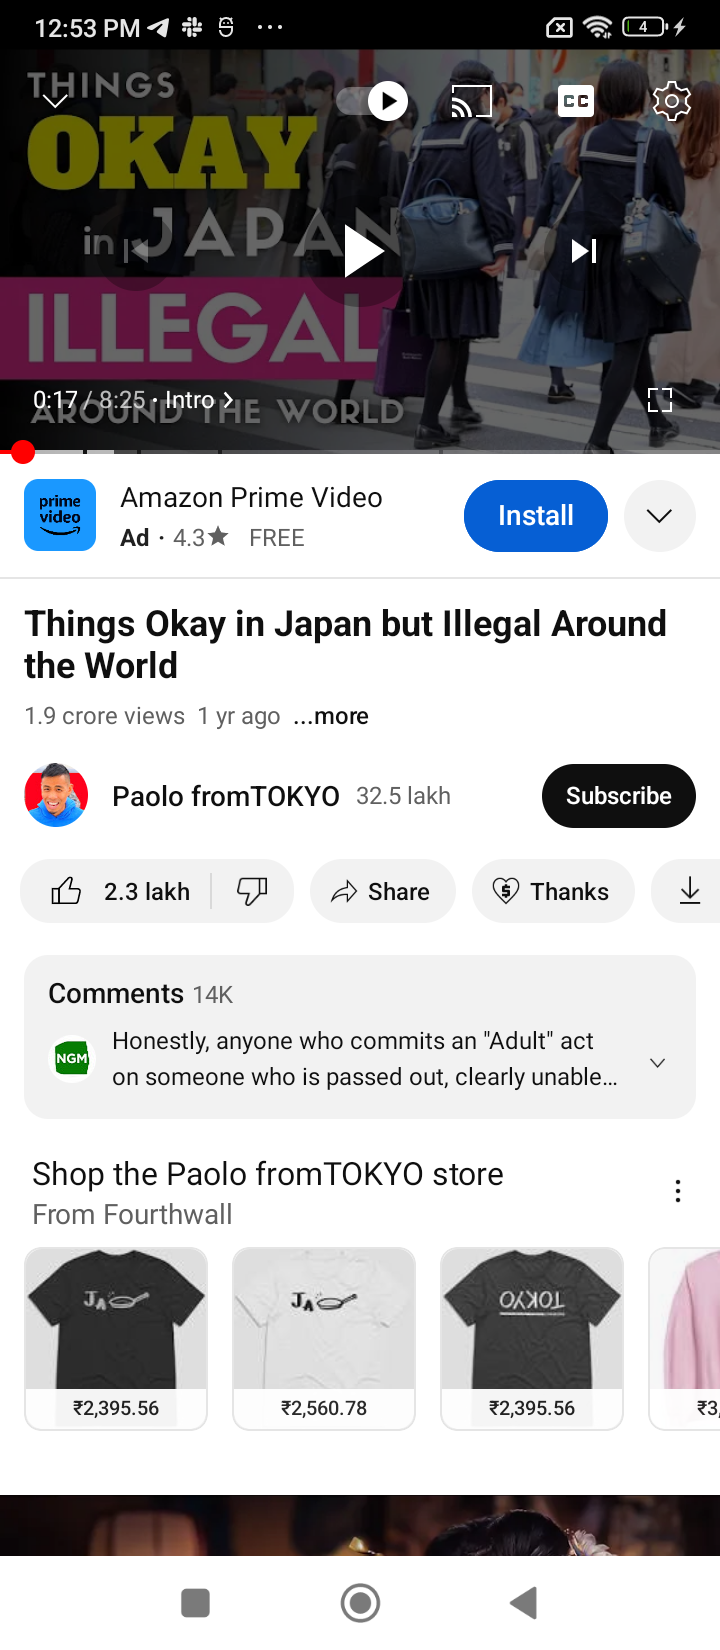 12:53 PM
4
THINGS
OKAY
in JAPAN
ILLEGAL
AROUND THE WORLD
CC
0:17 / 8:25 • Intro
prime video
Amazon Prime Video
Ad · 4.3★ FREE
Install
Things Okay in Japan but Illegal Around
the World
1.9 crore views 1 yr ago ...more
Paolo fromTOKYO 32.5 lakh
Subscribe
2.3 lakh
Share
Thanks
Comments 14K
NGM
Honestly, anyone who commits an "Adult" act
on someone who is passed out, clearly unable...
Shop the Paolo fromTOKYO store
From Fourthwall
JA
JA
TOKYO
₹2,395.56
₹2,560.78
₹2,395.56
₹3,